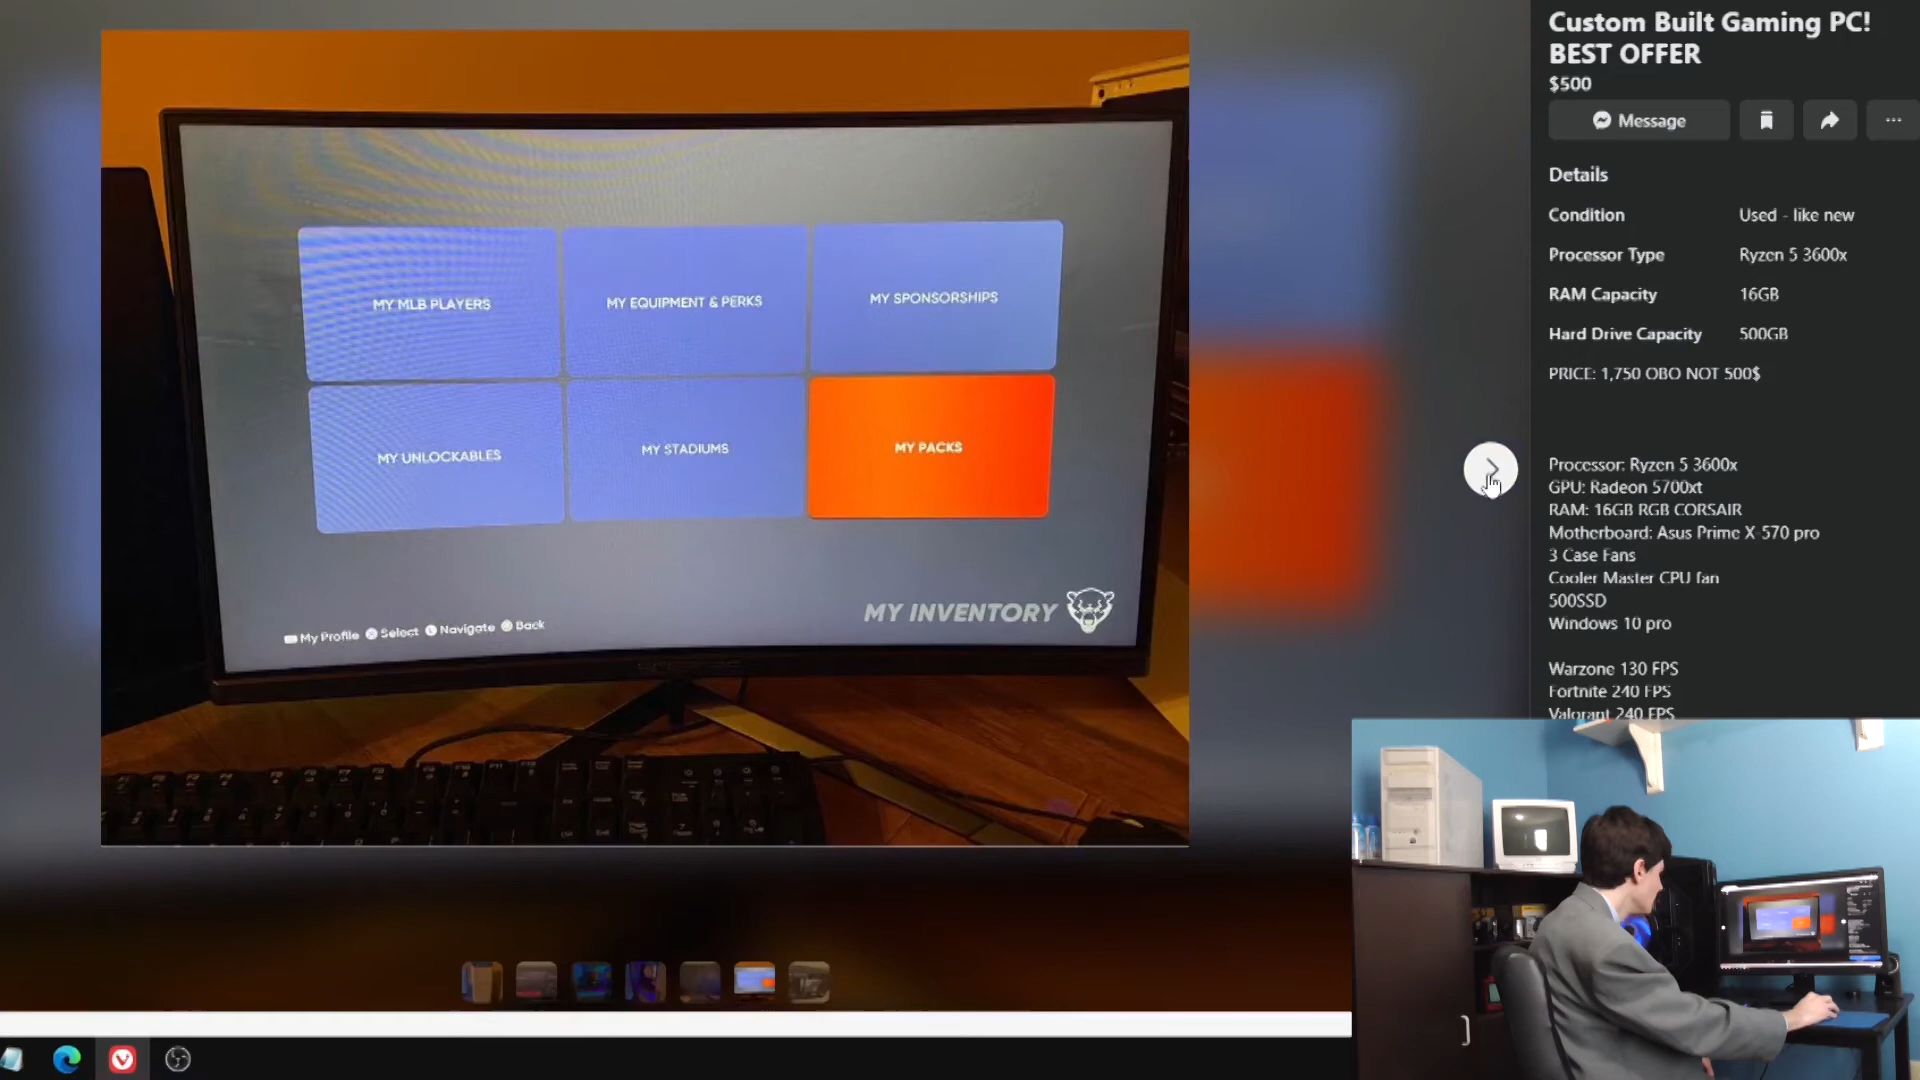 Custom Built Gaming PC!
BEST OFFER
$500
Message
Details
Condition Used - like new
Processor Type Ryzen 5 3600x
RAM Capacity 16GB
Hard Drive Capacity 500GB
PRICE: 1,750 OBO NOT 500$
Processor: Ryzen 5 3600x
GPU: Radeon 5700xt
RAM: 16GB RGB CORSAIR
Motherboard: Asus Prime X-570 pro
3 Case Fans
Cooler Master CPU fan
500SSD
Windows 10 pro
Warzone 130 FPS
Fortnite 240 FPS
Valorant 240 FPS
MY MLB PLAYERS
MY EQUIPMENT & PERKS
MY SPONSORSHIPS
MY UNLOCKABLES
MY STADIUMS
MY PACKS
MY INVENTORY
My Profile Select Navigate Back